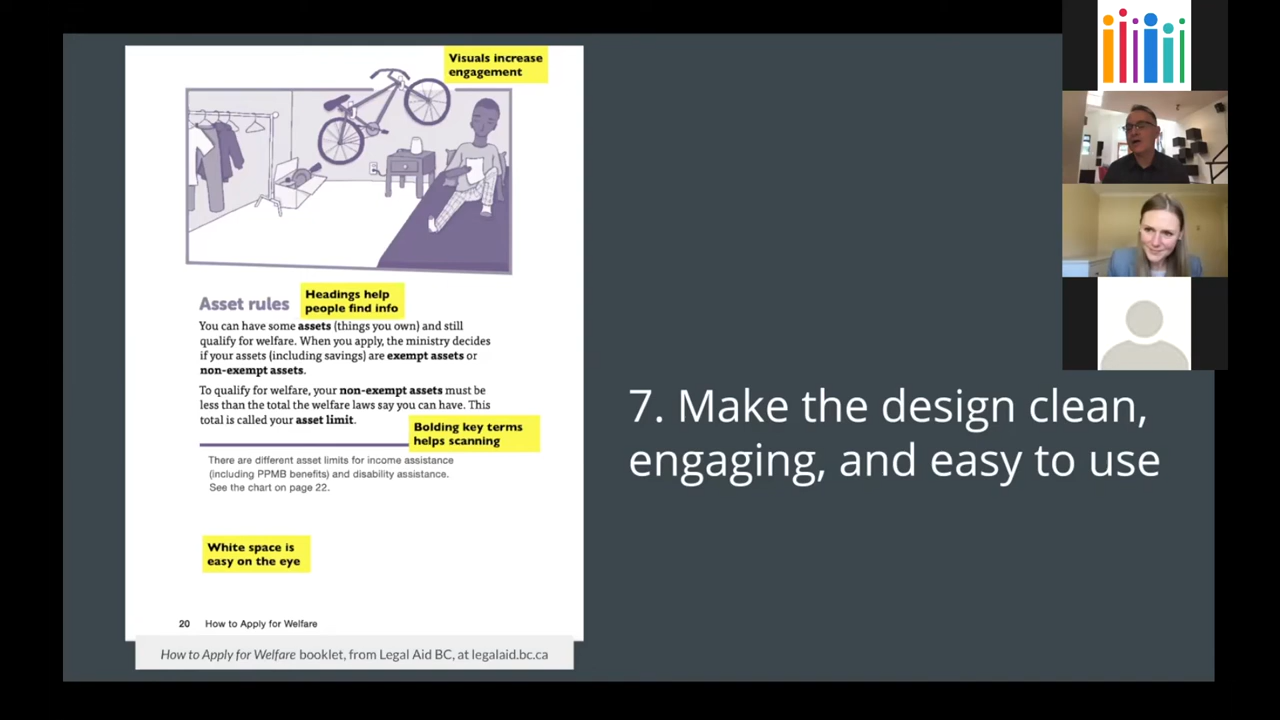 Visuals increase
engagement
Asset rules
Headings help
people find info
You can have some assets (things you own) and still
qualify for welfare. When you apply, the ministry decides
if your assets (including savings) are exempt assets or
non-exempt assets.
To qualify for welfare, your non-exempt assets must be
less than the total the welfare laws say you can have. This
total is called your asset limit.
Bolding key terms
helps scanning
There are different asset limits for income assistance
(including PPMB benefits) and disability assistance.
See the chart on page 22.
White space is
easy on the eye
20 How to Apply for Welfare
How to Apply for Welfare booklet, from Legal Aid BC, at legalaid.bc.ca
7. Make the design clean,
engaging, and easy to use